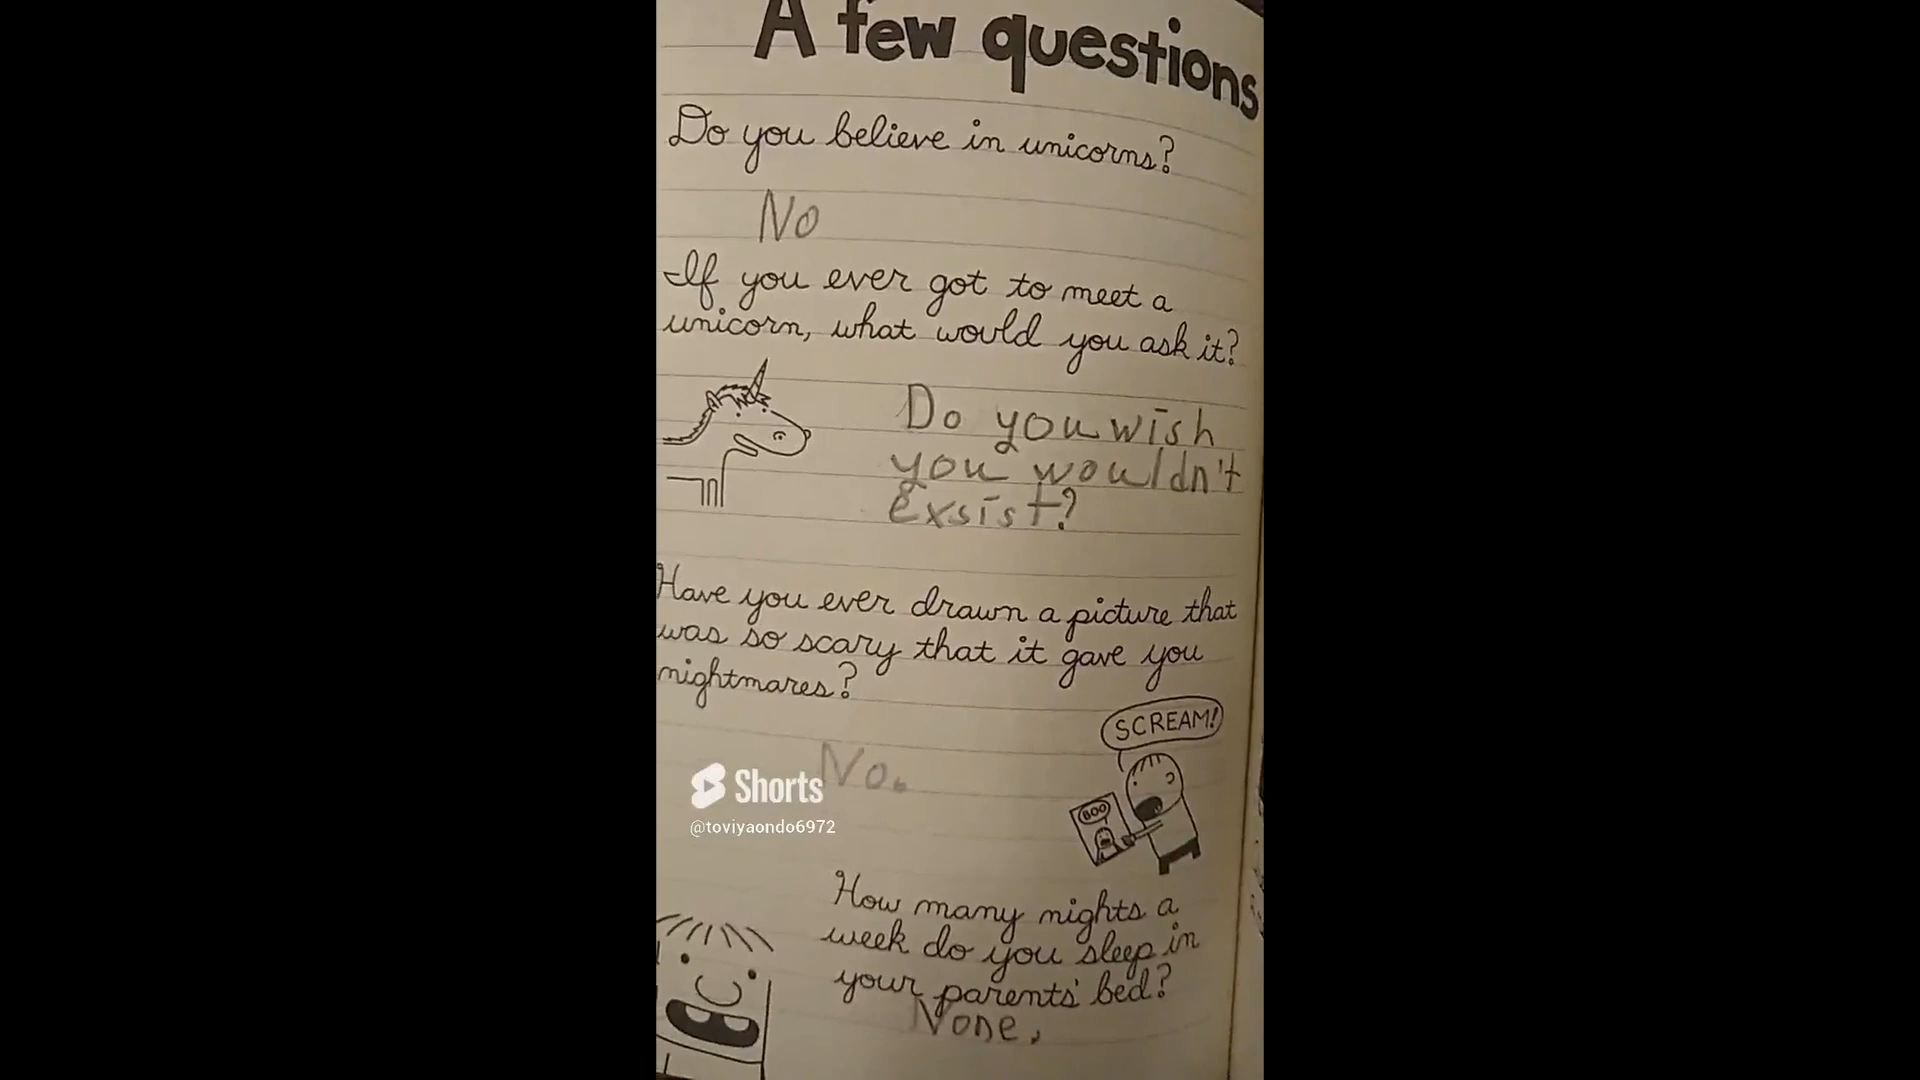 A few questions
Do you believe in unicorns?
No
If you ever got to meet a
unicorn, what would you ask it?
Do you wish
you wouldn't
exsist?
Have you ever drawn a picture that
was so scary that it gave you
nightmares?
SCREAM!
No.
BOO
Shorts
@toviyaondo6972
How many nights a
week do you sleep in
your parents' bed?
None.